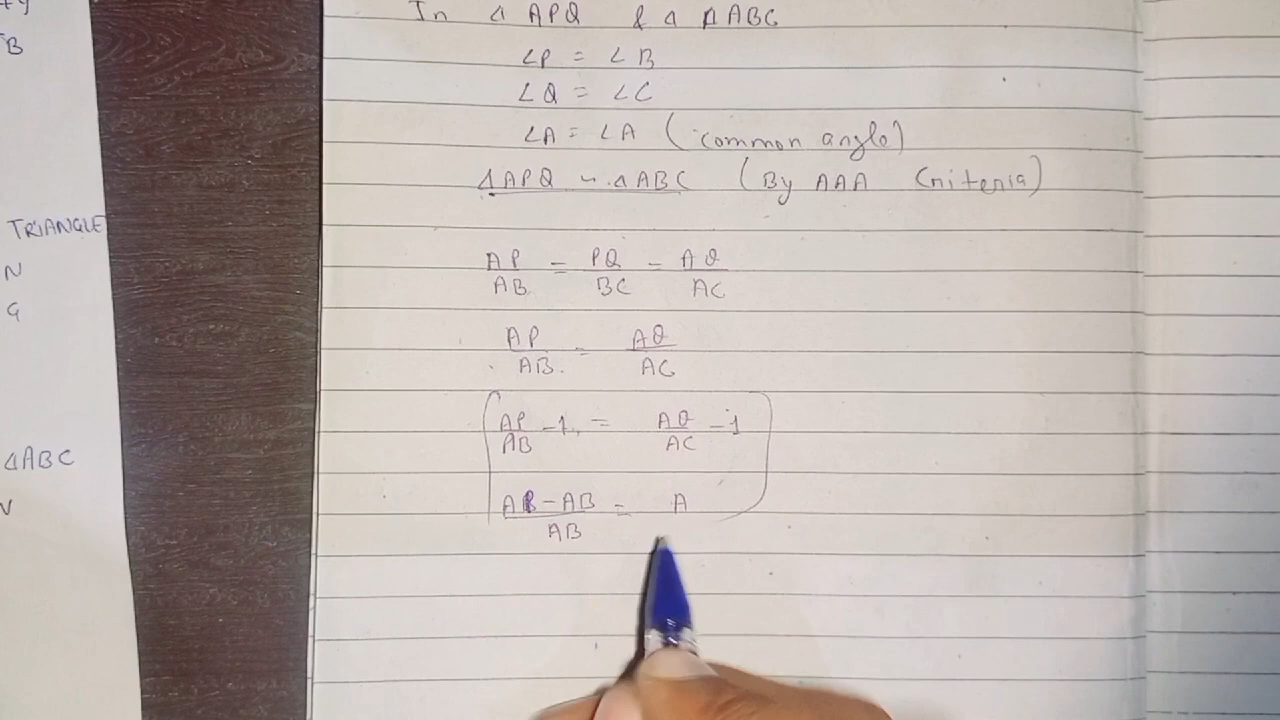 B
TRIANGLE
N
G
△ABC
In △ APQ & △ ABC
∠P = ∠B
∠Q = ∠C
∠A = ∠A (common angle)
△APQ ~ △ABC (By AAA Criteria)
AP/AB = PQ/BC = AQ/AC
AP/AB = AQ/AC
AP/AB - 1 = AQ/AC - 1
- AB/AB = A